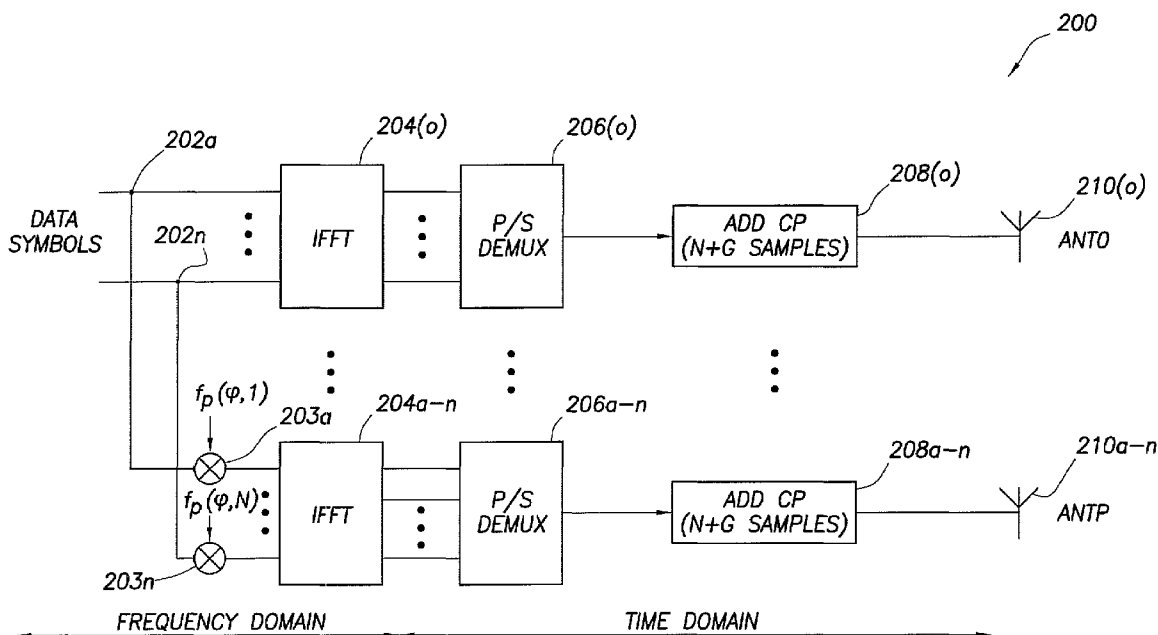 200
202a
204(o)
206(o)
208(o)
210(o)
DATA
SYMBOLS
202n
IFFT
P/S
DEMUX
ADD CP
(N+G SAMPLES)
ANTO
fp(φ,1)
203a
204a-n
206a-n
208a-n
210a-n
fp(φ,N)
IFFT
P/S
DEMUX
ADD CP
(N+G SAMPLES)
ANTP
203n
FREQUENCY DOMAIN
TIME DOMAIN